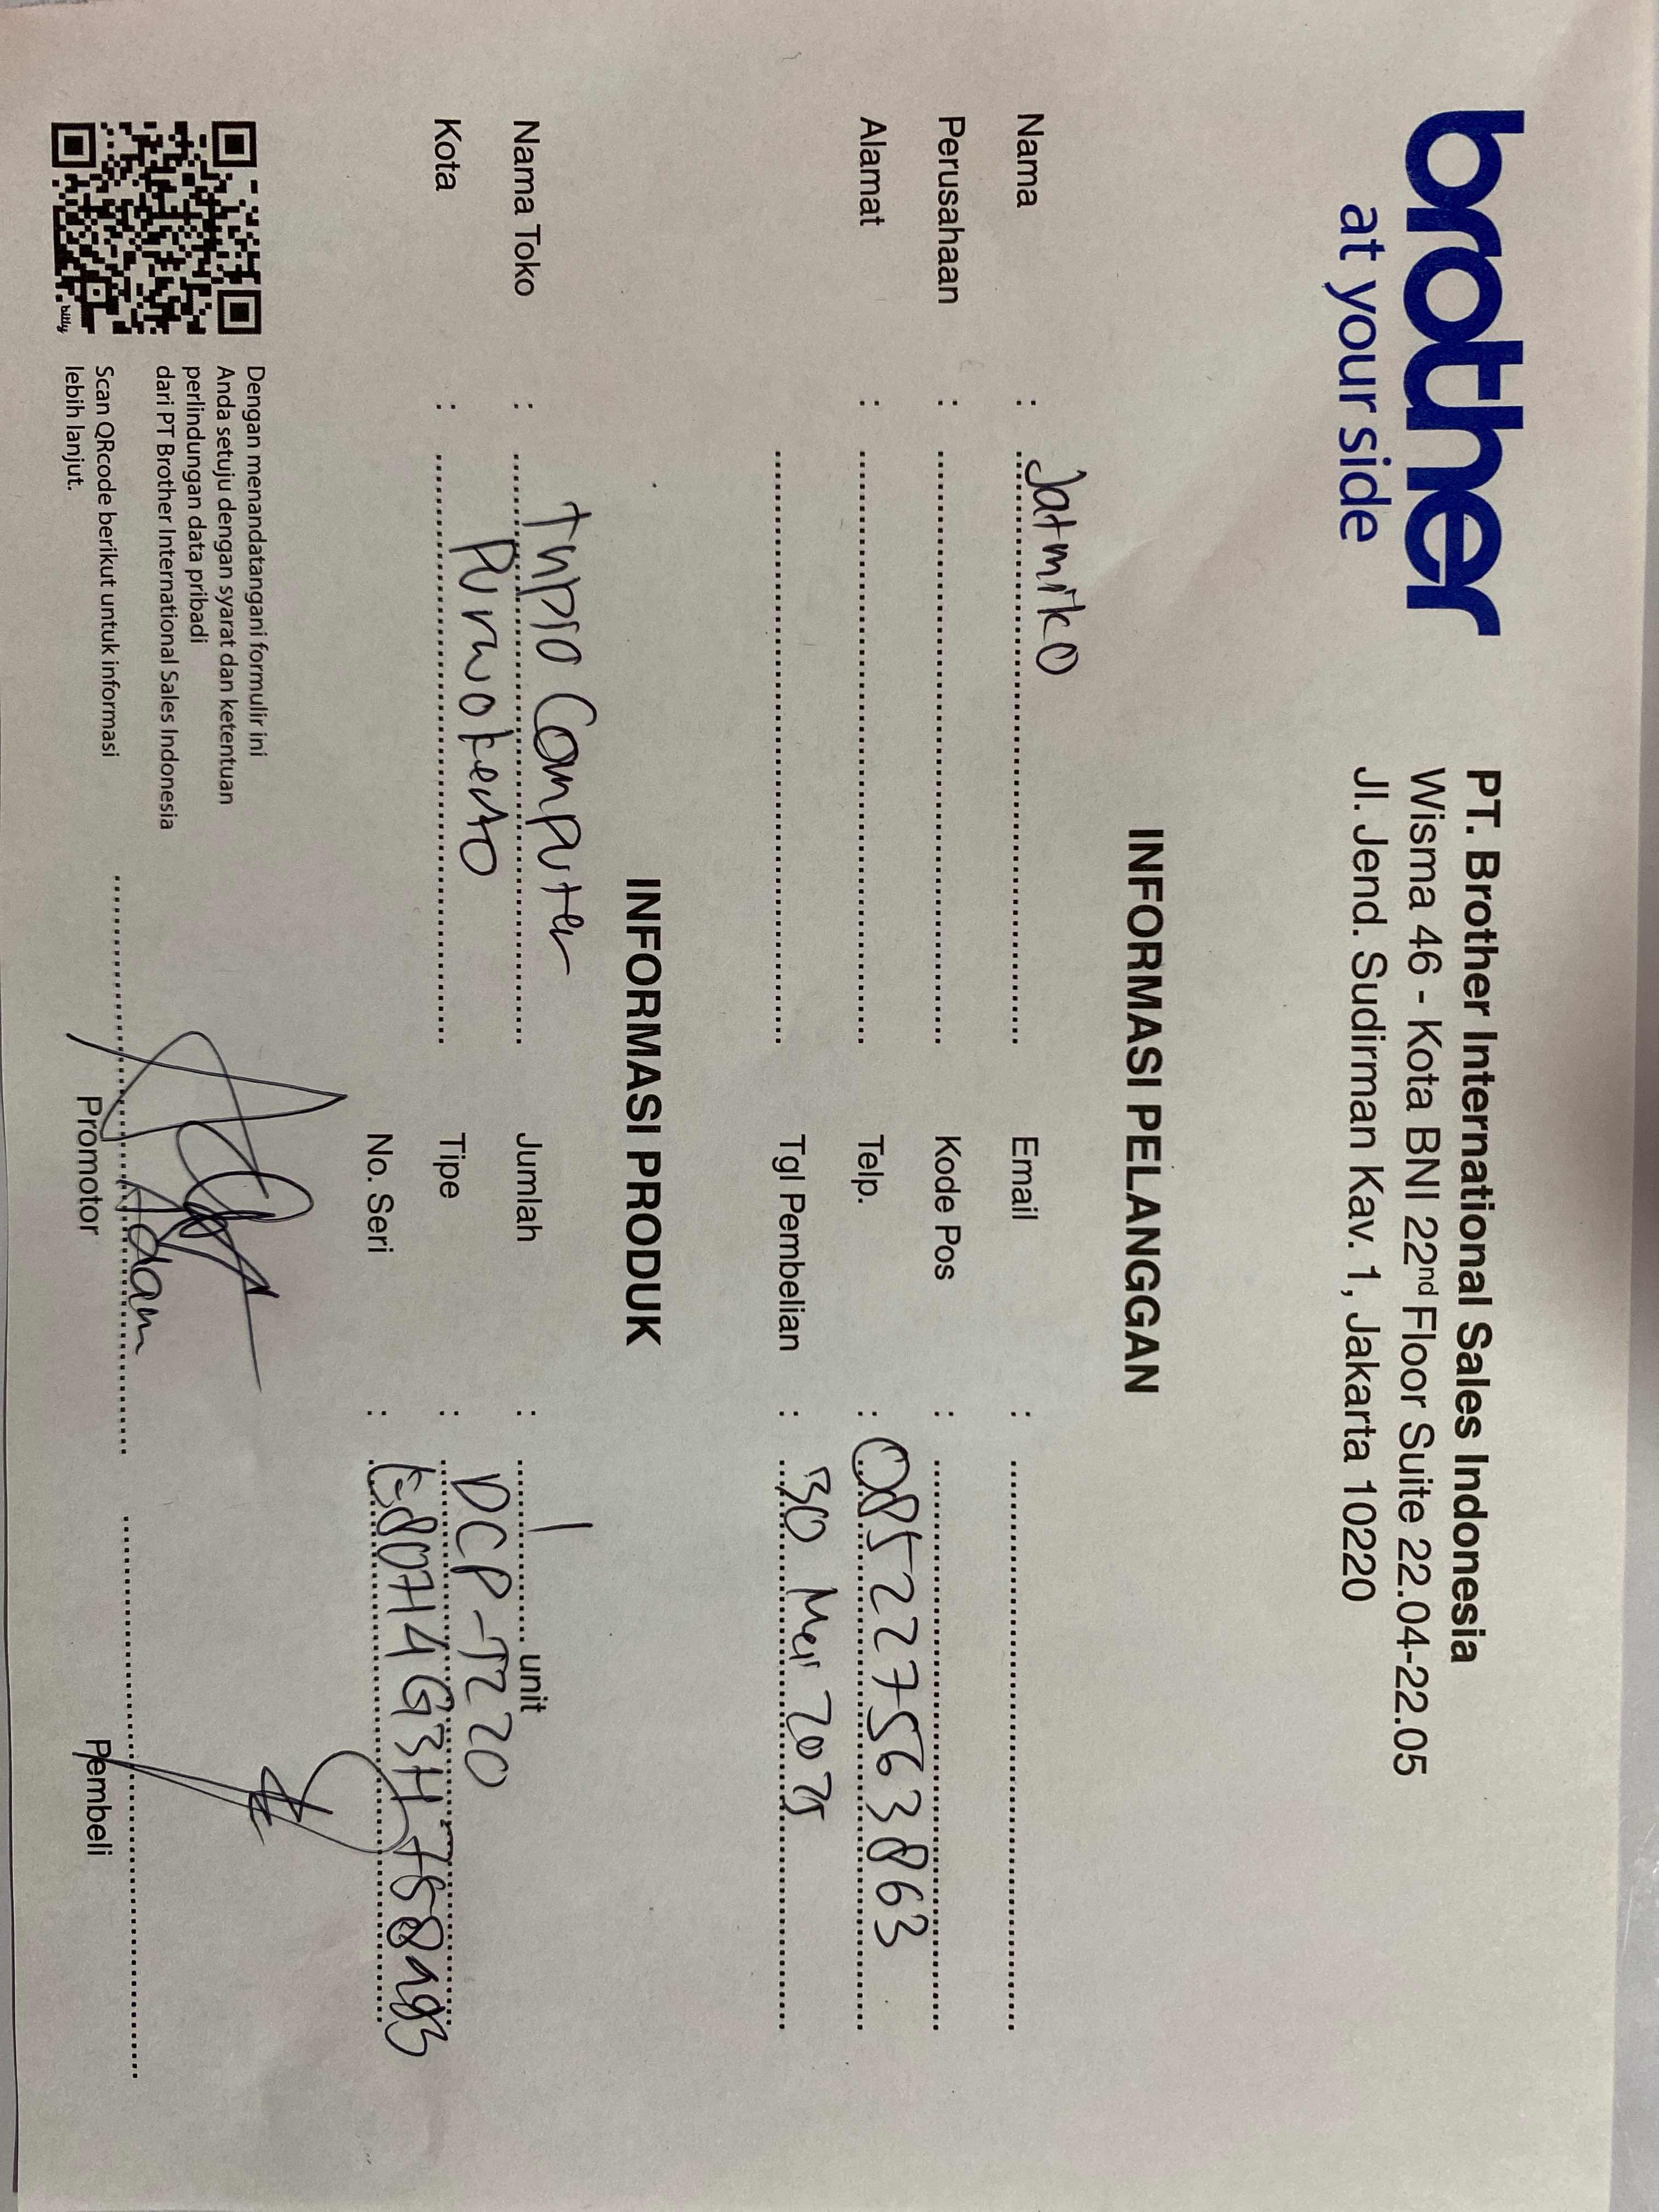 brother
at your side
PT. Brother International Sales Indonesia
Wisma 46 - Kota BNI 22nd Floor Suite 22.04-22.05
Jl. Jend. Sudirman Kav. 1, Jakarta 10220
INFORMASI PELANGGAN
Nama : Jatmiko Email :
Perusahaan : Kode Pos :
Alamat : Telp. : 085227563863
Tgl Pembelian : 30 Mei 2025
INFORMASI PRODUK
Nama Toko : Inpro Computer Jumlah : 1 unit
Kota : Purwokerto Tipe : DCP-T220
No. Seri :
Dengan menandatangani formulir ini
Anda setuju dengan syarat dan ketentuan
perlindungan data pribadi
dari PT Brother International Sales Indonesia
Scan QRcode berikut untuk informasi
lebih lanjut.
bitly
Adam
Promotor Pembeli